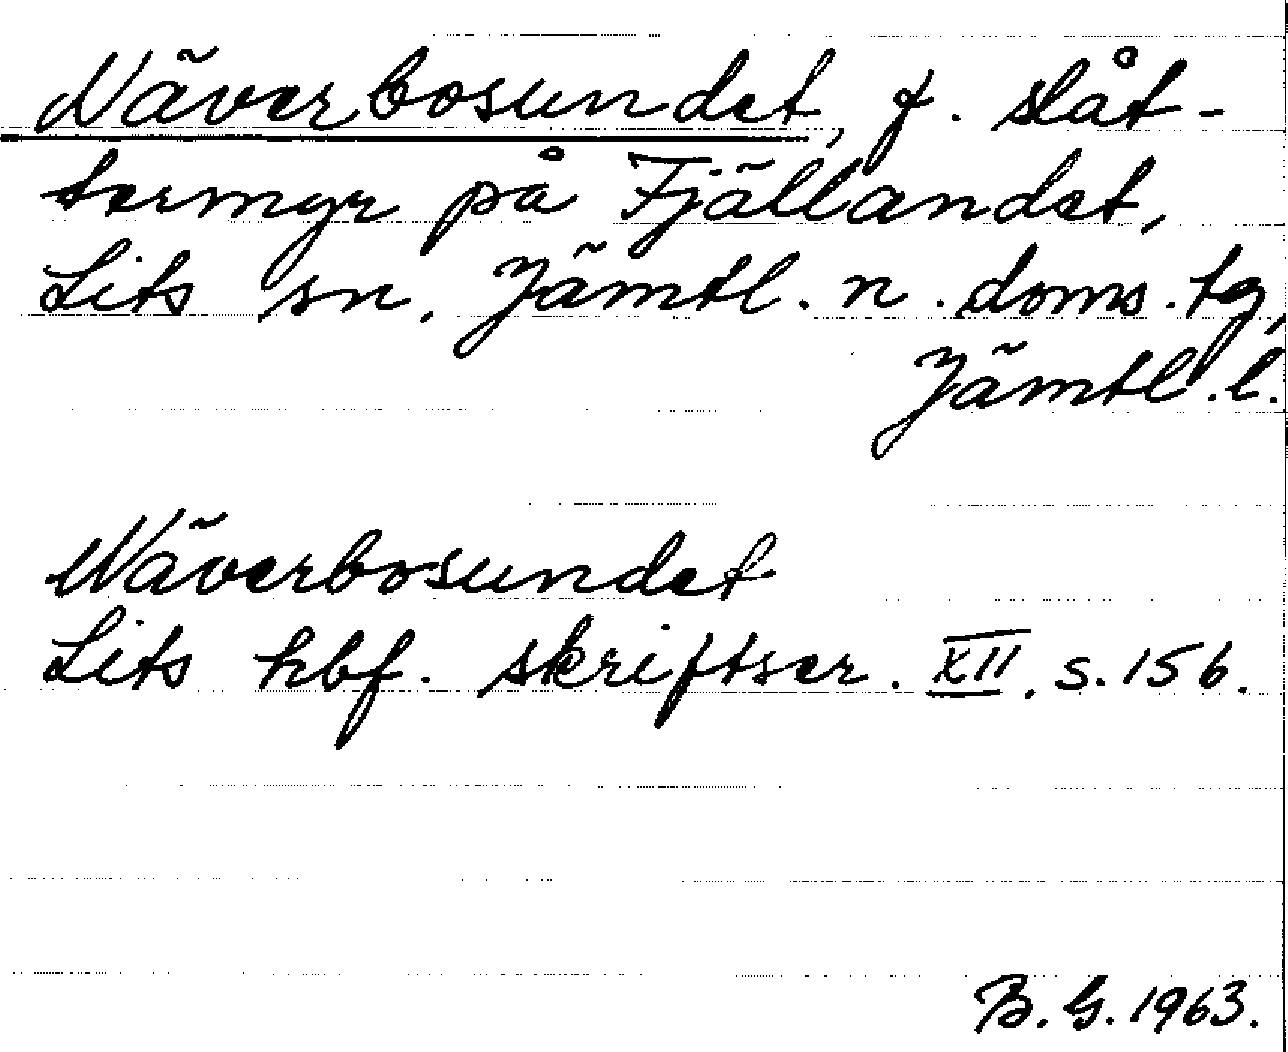 Näverbosundet, f. slåt-
termyr på Fjällandet,
Lits sn, Jämtl. n. doms. tg,
Jämtl. l.
Näverbosundet
Lits hbf. skriftser. XII. s. 156.
B. G. 1963.